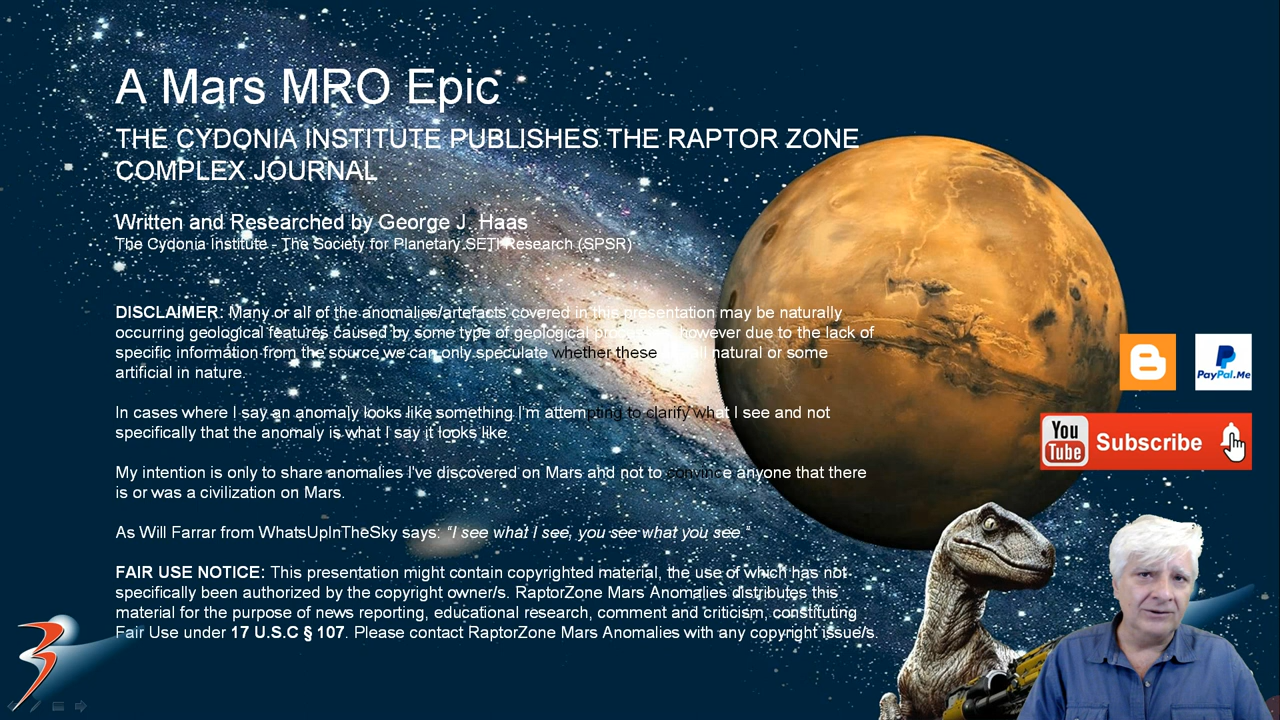 A Mars MRO Epic
THE CYDONIA INSTITUTE PUBLISHES THE RAPTOR ZONE
COMPLEX JOURNAL
Written and Researched by George J. Haas
The Cydonia Institute - The Society for Planetary SETI Research (SPSR)
DISCLAIMER: Many or all of the anomalies/artefacts covered in this presentation may be naturally
occurring geological features caused by some type of geological however due to the lack of
specific information from the source we can only speculate whether these natural or some
artificial in nature.
In cases where I say an anomaly looks like something I'm attempting to clarify what I see and not
specifically that the anomaly is what I say it looks like.
My intention is only to share anomalies I've discovered on Mars and not to convince anyone that there
is or was a civilization on Mars.
As Will Farrar from WhatsUpInTheSky says: “I see what I see, you see what you see.”
FAIR USE NOTICE: This presentation might contain copyrighted material, the use of which has not
specifically been authorized by the copyright owner/s. RaptorZone Mars Anomalies distributes this
material for the purpose of news reporting, educational research, comment and criticism, constituting
Fair Use under 17 U.S.C § 107. Please contact RaptorZone Mars Anomalies with any copyright issue/s.
PayPal.Me
You
Tube
Subscribe